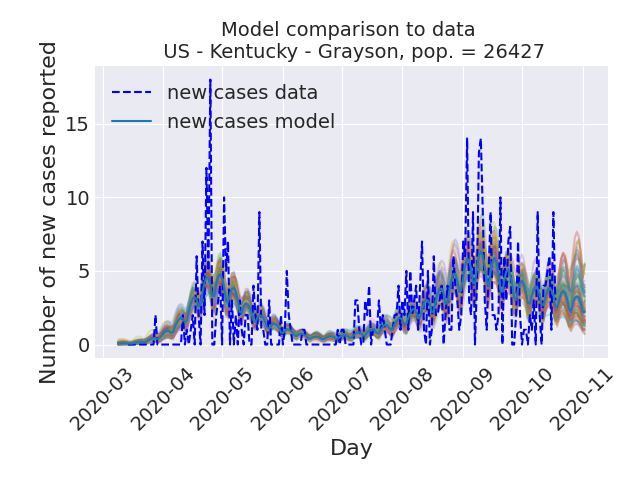 Model comparison to data
US - Kentucky - Grayson, pop. = 26427
Number of new cases reported
new cases data
new cases model
15
10
5
0
2020-03
2020-04
2020-05
2020-06
2020-07
2020-08
2020-09
2020-10
2020-11
Day